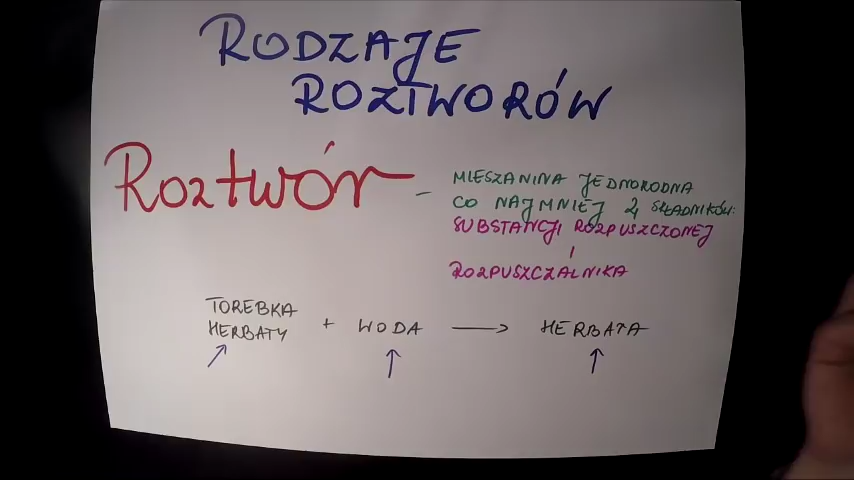 RODZAJE
ROZTWORÓW
Roztwór - MIESZANINA JEDNORODNA
CO NAJMNIEJ 2 SKŁADNIKÓW:
SUBSTANCJI ROZPUSZCZONEJ
I
ROZPUSZCZALNIKA
TOREBKA
HERBATY + WODA → HERBATA
↗ ↑ ↑